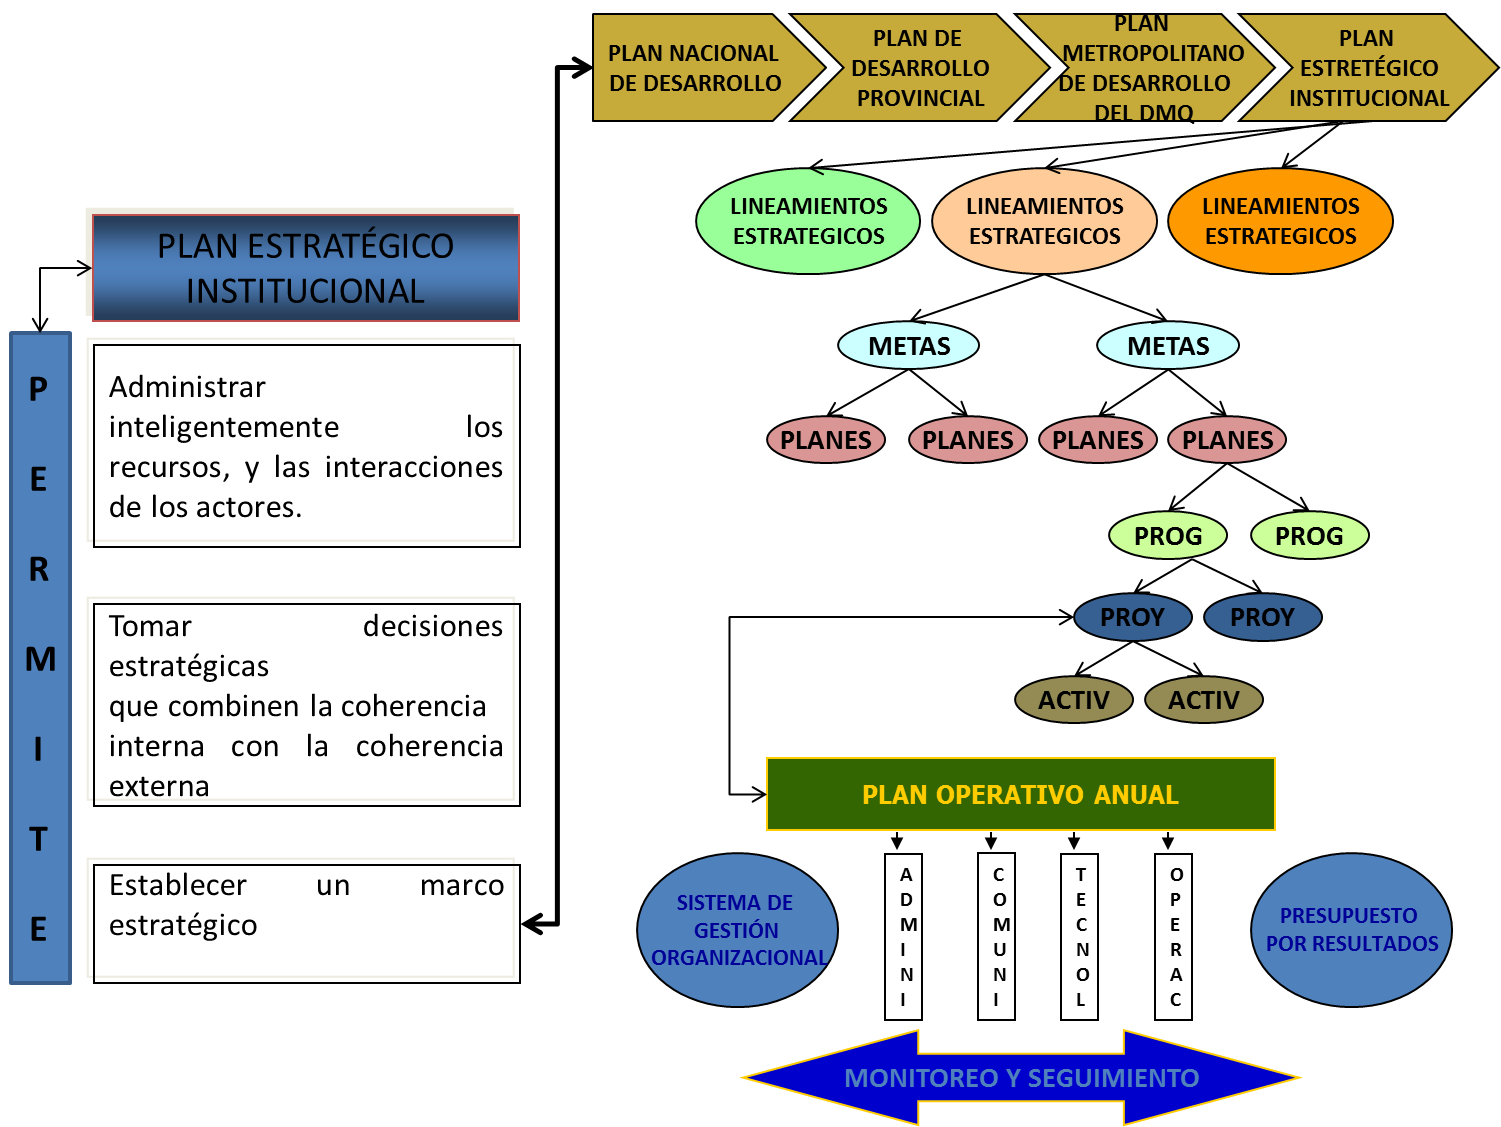 PLAN NACIONAL
DE DESARROLLO
PLAN DE
DESARROLLO
PROVINCIAL
PLAN
METROPOLITANO
DE DESARROLLO
DEL DMQ
PLAN
ESTRETÉGICO
INSTITUCIONAL
PLAN ESTRATÉGICO
INSTITUCIONAL
PERMITE
Administrar
inteligentemente los
recursos, y las interacciones
de los actores.
Tomar decisiones
estratégicas
que combinen la coherencia
interna con la coherencia
externa
Establecer un marco
estratégico
LINEAMIENTOS
ESTRATEGICOS
LINEAMIENTOS
ESTRATEGICOS
LINEAMIENTOS
ESTRATEGICOS
METAS
METAS
PLANES
PLANES
PLANES
PLANES
PROG
PROG
PROY
PROY
ACTIV
ACTIV
PLAN OPERATIVO ANUAL
SISTEMA DE
GESTIÓN
ORGANIZACIONAL
ADMINI
COMUNI
TECNOL
OPERAC
PRESUPUESTO
POR RESULTADOS
MONITOREO Y SEGUIMIENTO